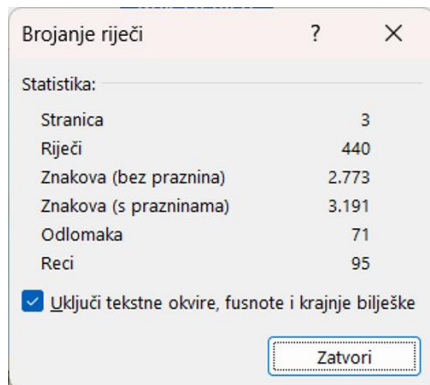 Brojanje riječi ?
Statistika:
Stranica 3
Riječi 440
Znakova (bez praznina) 2.773
Znakova (s prazninama) 3.191
Odlomaka 71
Reci 95
Uključi tekstne okvire, fusnote i krajnje bilješke
Zatvori